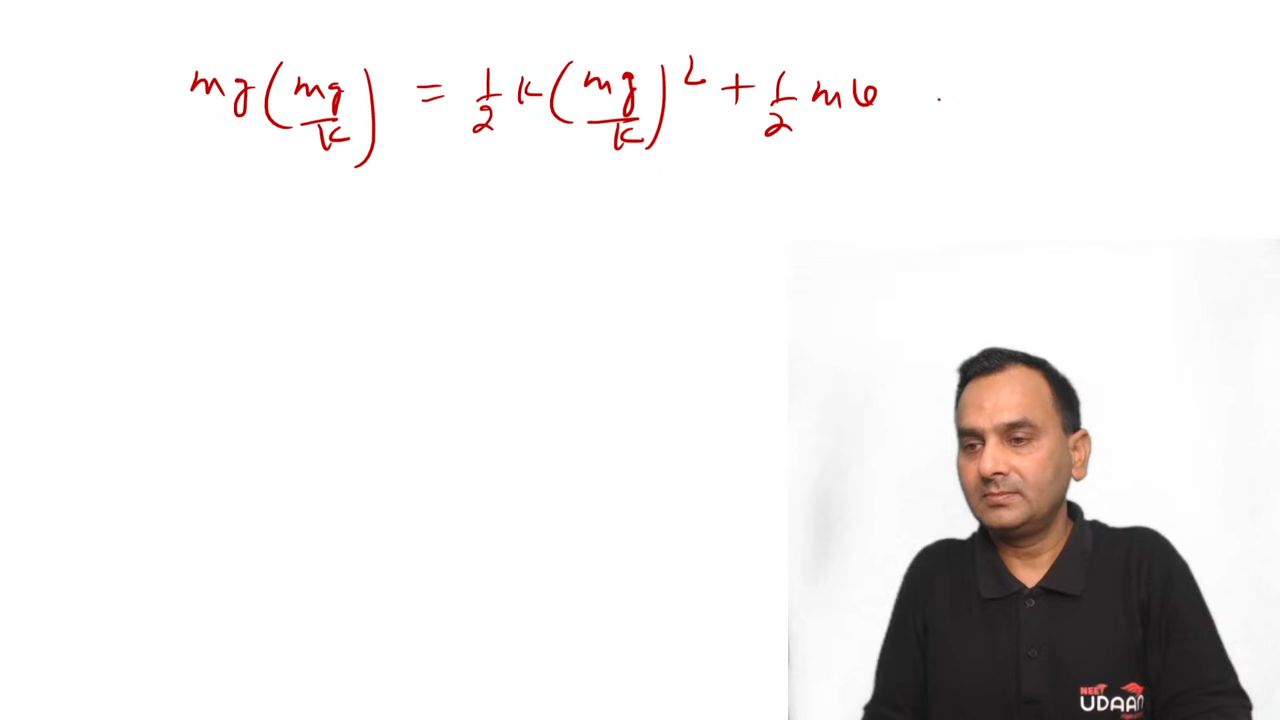 mg(mg/k) = 1/2 k(mg/k)² + 1/2 mv
NEET
UDAAN